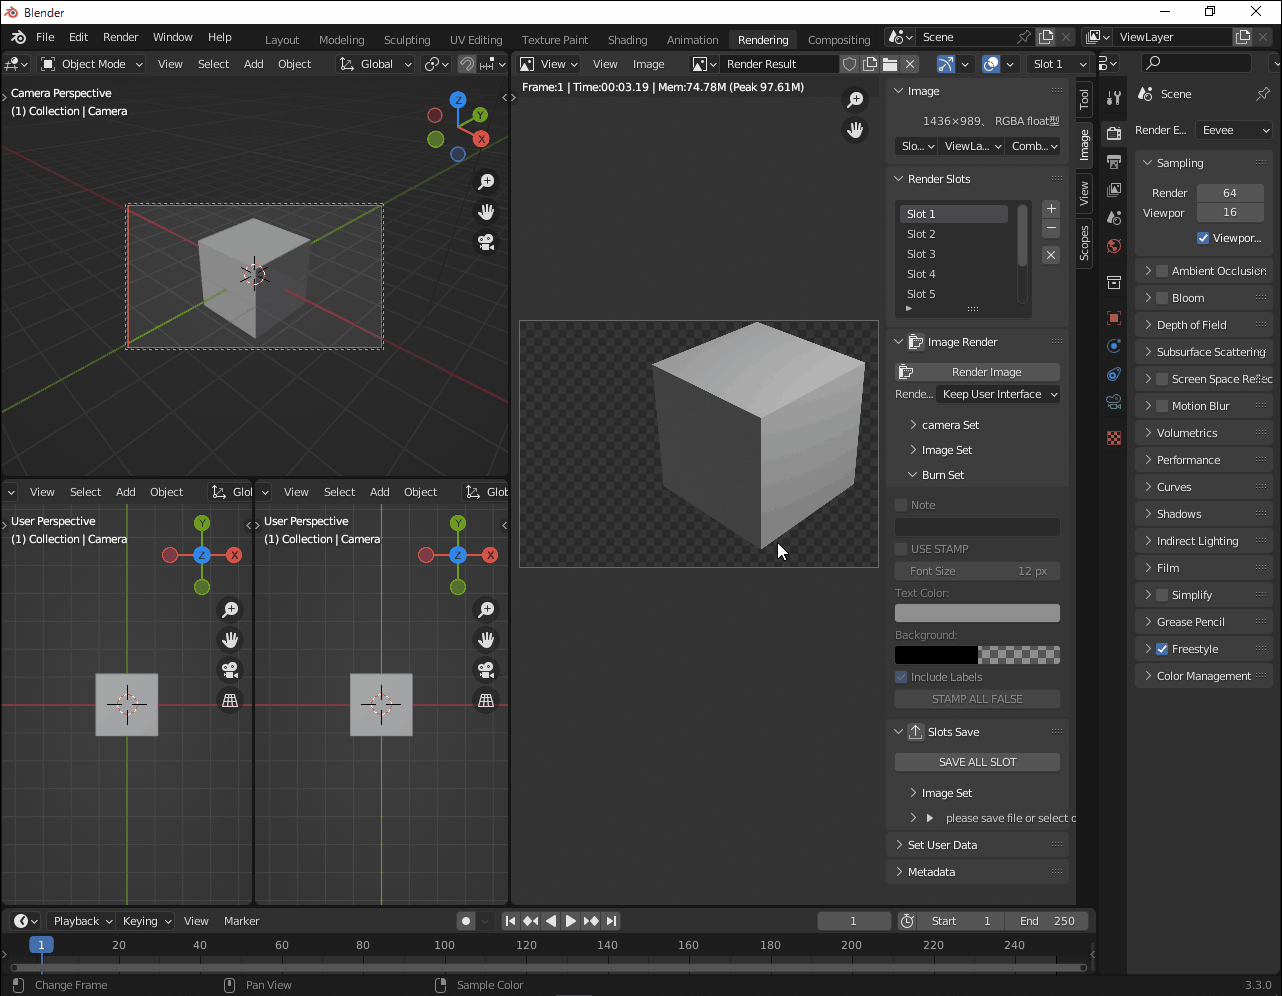 Blender
File Edit Render Window Help Layout Modeling Sculpting UV Editing Texture Paint Shading Animation Rendering Compositing Scene ViewLayer
Object Mode View Select Add Object Global View View Image Render Result Slot 1
Camera Perspective
(1) Collection | Camera
Z
Y
X
Frame:1 | Time:00:03.19 | Mem:74.78M (Peak 97.61M)
Image
1436×989、 RGBA float型
Slo... ViewLa... Comb...
Render Slots
Slot 1
Slot 2
Slot 3
Slot 4
Slot 5
Image Render
Render Image
Rende... Keep User Interface
camera Set
Image Set
Burn Set
Note
USE STAMP
Font Size 12 px
Text Color:
Background:
Include Labels
STAMP ALL FALSE
Slots Save
SAVE ALL SLOT
Image Set
please save file or select
Set User Data
Metadata
Tool
Image
View
Scopes
Scene
Render E... Eevee
Sampling
Render 64
Viewpor 16
Viewpor...
Ambient Occlusion
Bloom
Depth of Field
Subsurface Scattering
Screen Space Reflec
Motion Blur
Volumetrics
Performance
Curves
Shadows
Indirect Lighting
Film
Simplify
Grease Pencil
Freestyle
Color Management
View Select Add Object Glo
User Perspective
(1) Collection | Camera
Y
Z
X
View Select Add Object Glob
User Perspective
(1) Collection | Camera
Y
Z
X
Playback Keying View Marker 1 Start 1 End 250
1 20 40 60 80 100 120 140 160 180 200 220 240
Change Frame Pan View Sample Color 3.3.0